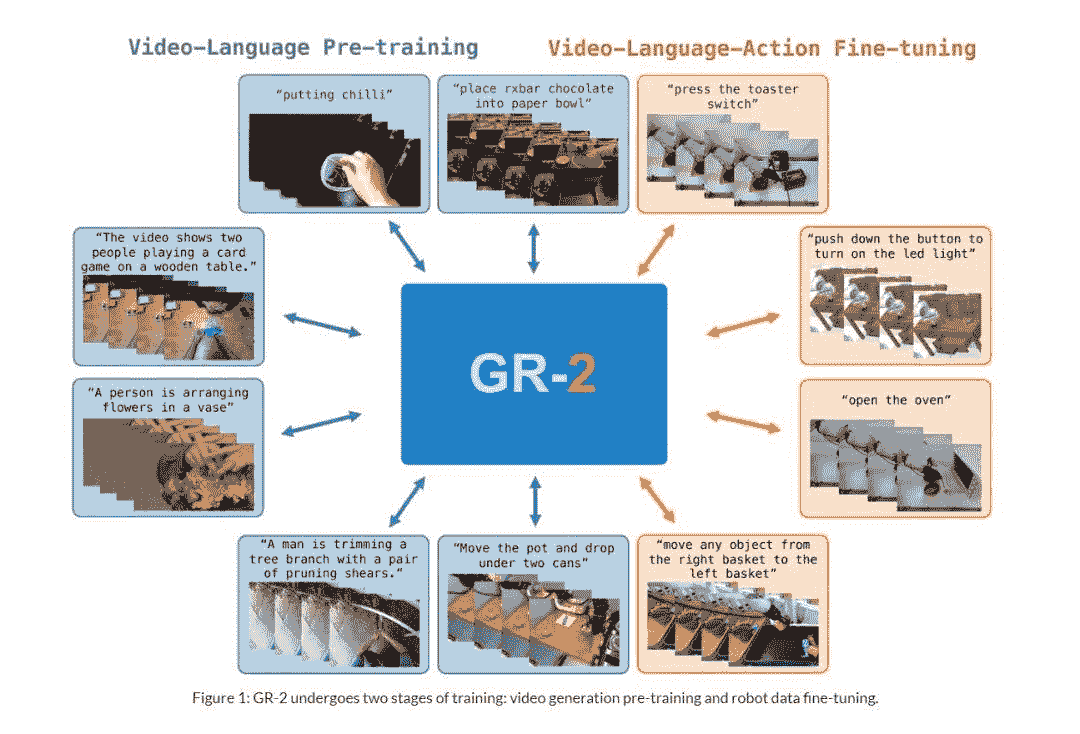 Video-Language Pre-training
Video-Language-Action Fine-tuning
"putting chilli"
"place rxbar chocolate
into paper bowl"
"press the toaster
switch"
"The video shows two
people playing a card
game on a wooden table."
"push down the button to
turn on the led light"
GR-2
"A person is arranging
flowers in a vase"
"open the oven"
"A man is trimming a
tree branch with a pair
of pruning shears."
"Move the pot and drop
under two cans"
"move any object from
the right basket to the
left basket"
Figure 1: GR-2 undergoes two stages of training: video generation pre-training and robot data fine-tuning.